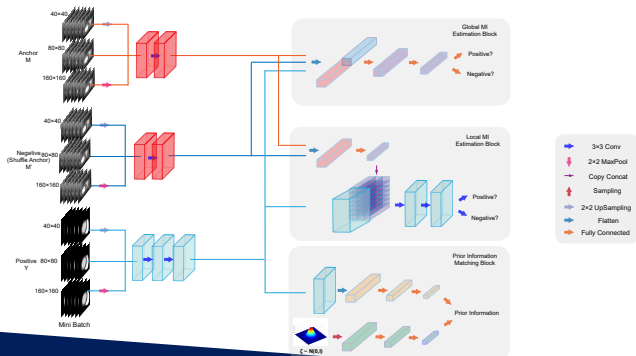 40×40
Anchor
M
80×80
160×160
40×40
Negative
(Shuffle Anchor)
M'
80×80
160×160
40×40
Positive
Y
80×80
160×160
Mini Batch
Global MI
Estimation Block
Positive?
Negative?
Local MI
Estimation Block
Positive?
Negative?
Prior Information
Matching Block
Prior Information
ζ ~ N(0,I)
3×3 Conv
2×2 MaxPool
Copy Concat
Sampling
2×2 UpSampling
Flatten
Fully Connected